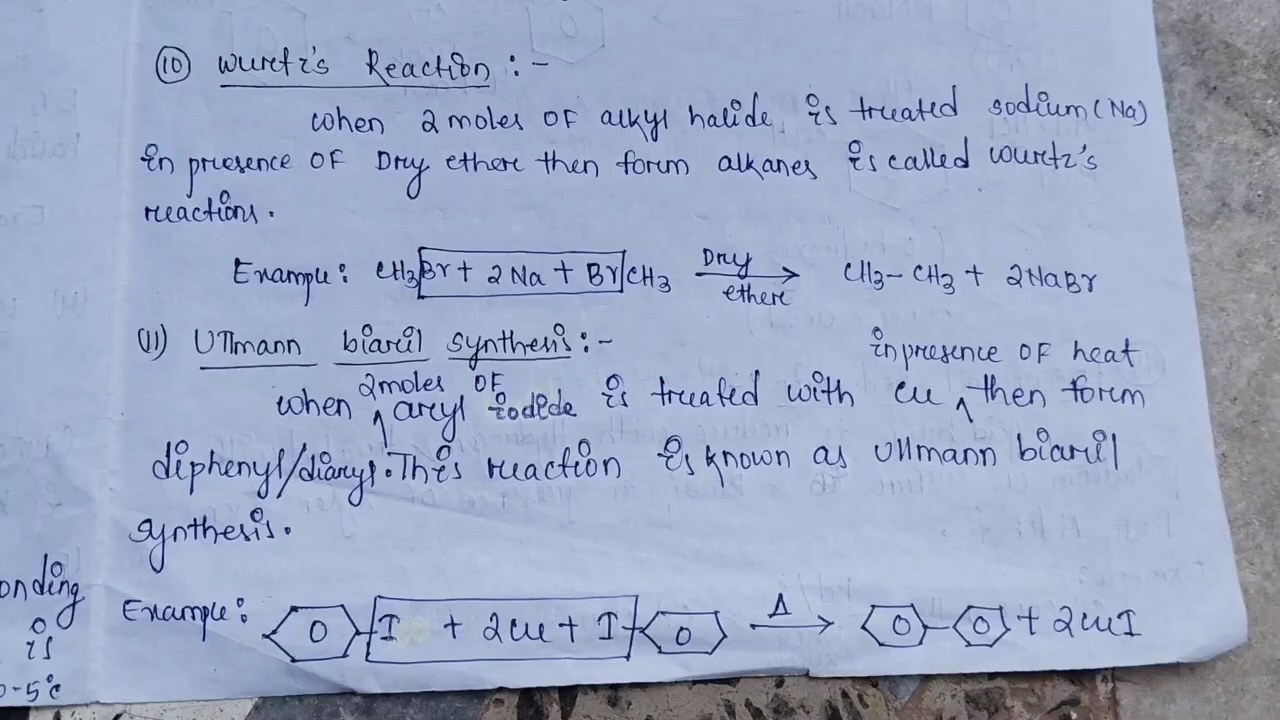 ⑩ Wurtz's Reaction :-
When 2 moles OF alkyl halide is treated sodium (Na)
in presence OF Dry ether then form alkanes is called wurtz's
reactions.
Example: CH3Br + 2Na + BrCH3 Dry ether → CH3-CH3 + 2NaBr
(11) Ullmann biaril synthesis :-
in presence OF heat
2 moles OF
when ^ aryl iodide is treated with cu ^ then form
diphenyl/diaryl. This reaction is known as Ullmann biaril
synthesis.
onding
is
0-5°C
Example: O-I + 2cu + I-O Δ → O-O + 2cuI